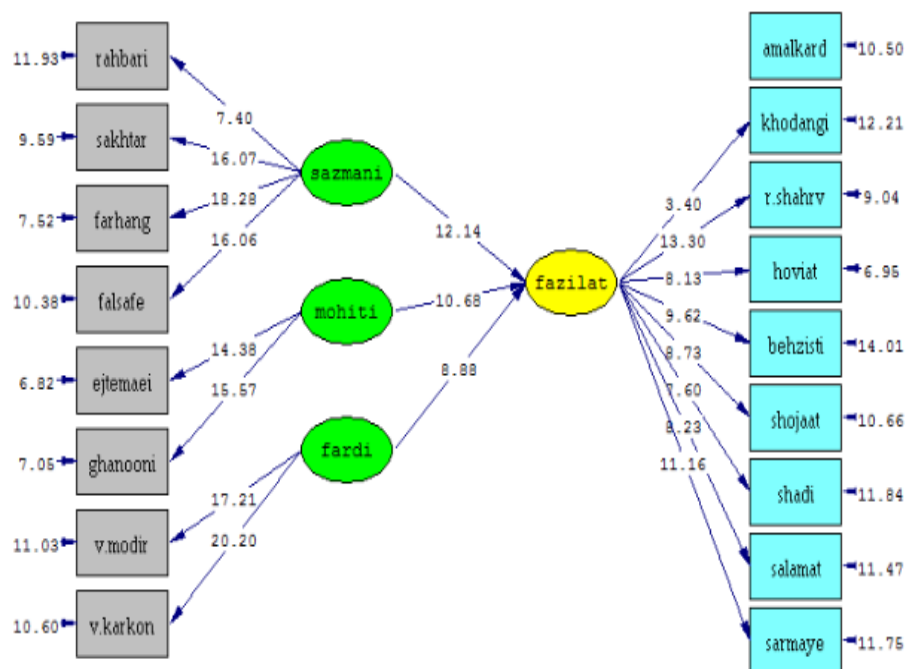 11.93
rahbari
9.59
sakhtar
7.52
farhang
10.38
falsafe
6.82
ejtemaei
7.05
ghanooni
11.03
v.modir
10.60
v.karkon
7.40
16.07
18.28
16.06
14.38
15.57
17.21
20.20
sazmani
mohiti
fardi
12.14
10.68
8.88
fazilat
3.40
13.30
8.13
9.62
8.73
7.60
8.23
11.16
amalkard
10.50
khodangi
12.21
r.shahrv
9.04
hoviat
6.95
behzisti
14.01
shojaat
10.66
shadi
11.84
salamat
11.47
sarmaye
11.75